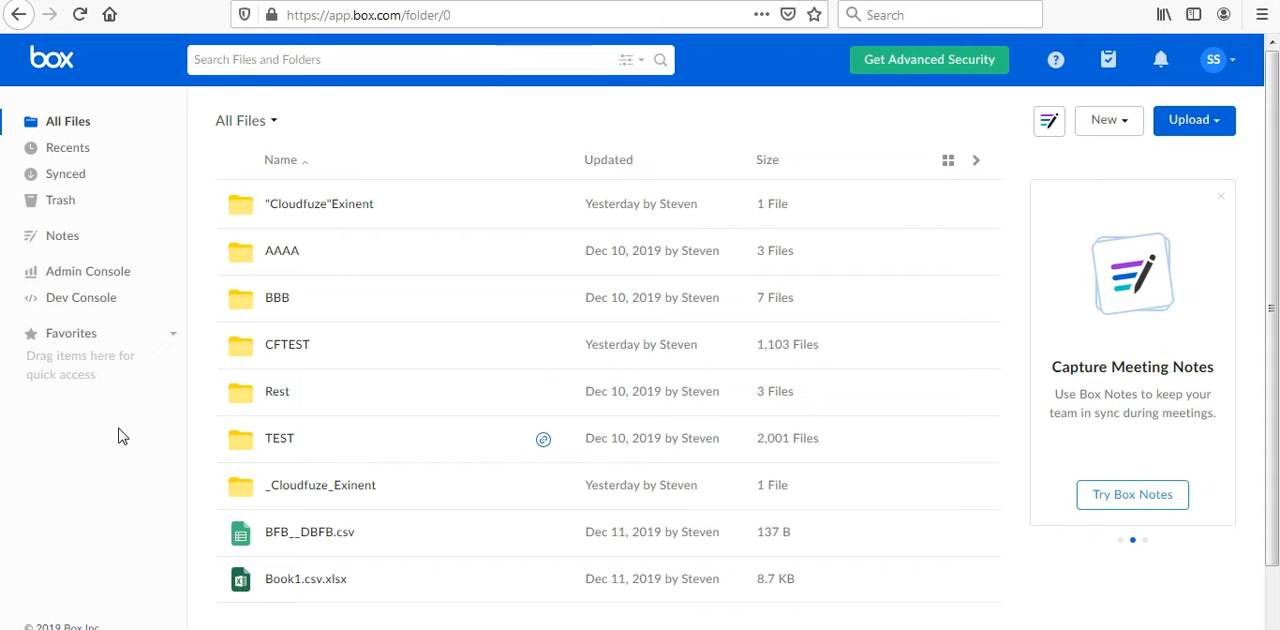 https://app.box.com/folder/0
Search
box
Search Files and Folders
Get Advanced Security
?
SS
All Files
Recents
Synced
Trash
Notes
Admin Console
Dev Console
Favorites
Drag items here for
quick access
© 2019 Box Inc
All Files
New
Upload
Name Updated Size
"Cloudfuze"Exinent Yesterday by Steven 1 File
AAAA Dec 10, 2019 by Steven 3 Files
BBB Dec 10, 2019 by Steven 7 Files
CFTEST Yesterday by Steven 1,103 Files
Rest Dec 10, 2019 by Steven 3 Files
TEST Dec 10, 2019 by Steven 2,001 Files
_Cloudfuze_Exinent Yesterday by Steven 1 File
BFB__DBFB.csv Dec 11, 2019 by Steven 137 B
Book1.csv.xlsx Dec 11, 2019 by Steven 8.7 KB
Capture Meeting Notes
Use Box Notes to keep your
team in sync during meetings.
Try Box Notes